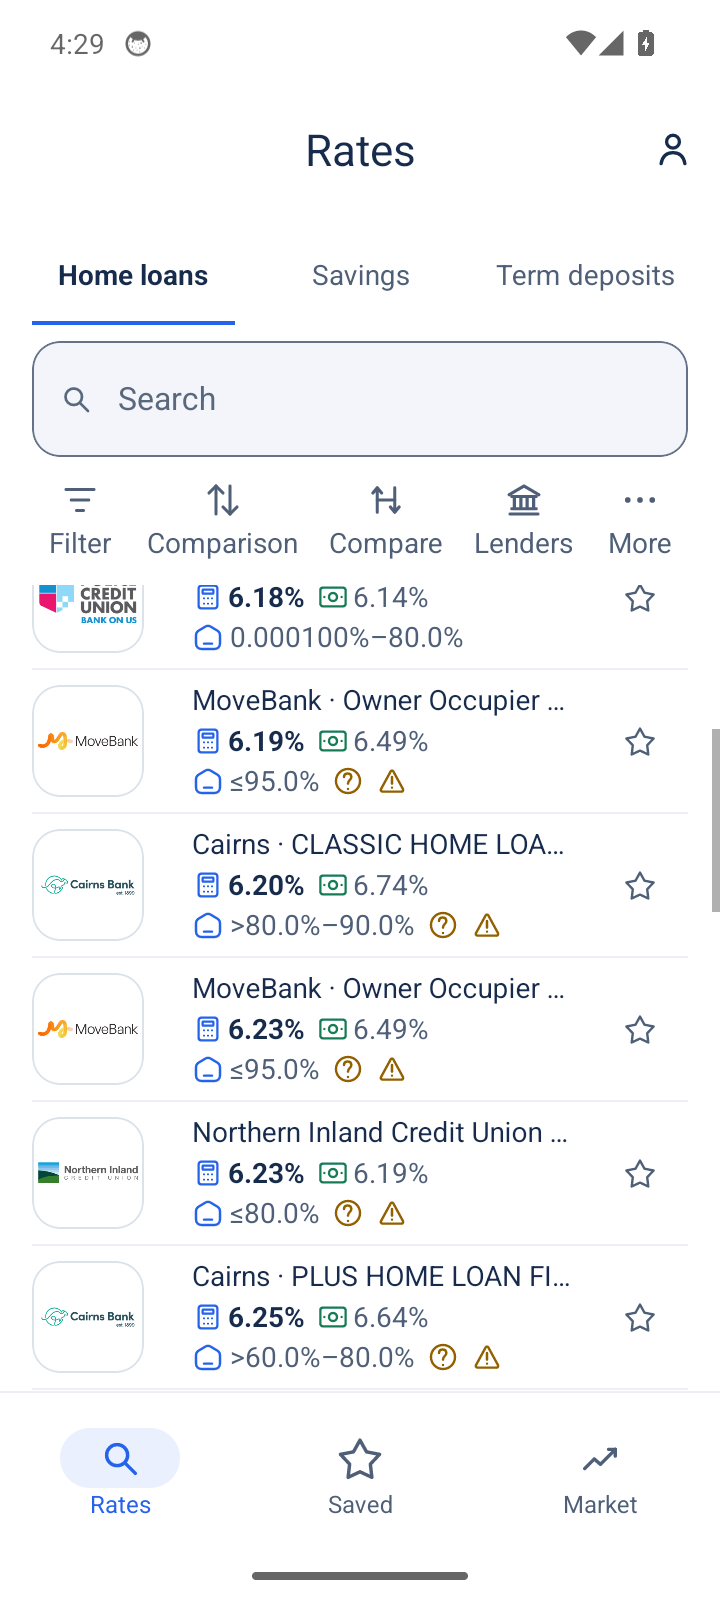 4:29
Rates
Home loans
Savings
Term deposits
Search
Filter
Comparison
Compare
Lenders
More
CREDIT
UNION
BANK ON US
6.18% 6.14%
0.000100%–80.0%
MoveBank
MoveBank · Owner Occupier ...
6.19% 6.49%
≤95.0%
Cairns Bank
est 1899
Cairns · CLASSIC HOME LOA...
6.20% 6.74%
>80.0%–90.0%
MoveBank
MoveBank · Owner Occupier ...
6.23% 6.49%
≤95.0%
Northern Inland
CREDIT UNION
Northern Inland Credit Union ...
6.23% 6.19%
≤80.0%
Cairns Bank
est 1899
Cairns · PLUS HOME LOAN FI...
6.25% 6.64%
>60.0%–80.0%
Rates
Saved
Market